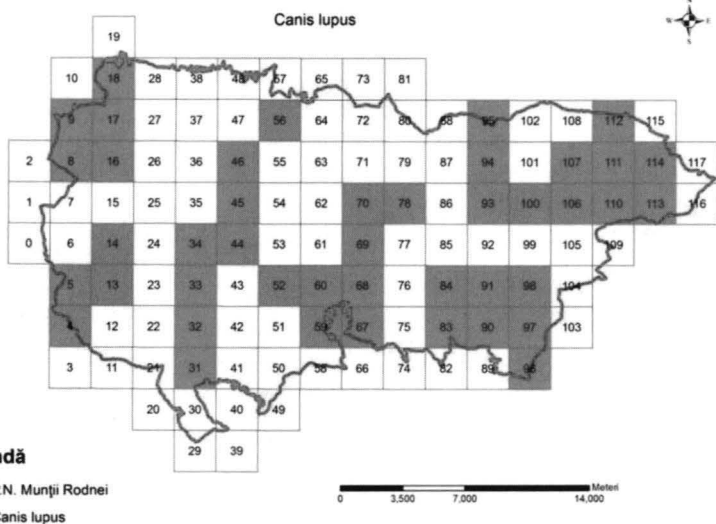 Canis lupus
N
W E
S
19
10 18 28 38 48 57 65 73 81
9 17 27 37 47 56 64 72 80 88 95 102 108 112 115
2 8 16 26 36 46 55 63 71 79 87 94 101 107 111 114 117
1 7 15 25 35 45 54 62 70 78 86 93 100 106 110 113 116
0 6 14 24 34 44 53 61 69 77 85 92 99 105 109
5 13 23 33 43 52 60 68 76 84 91 98 104
4 12 22 32 42 51 59 67 75 83 90 97 103
3 11 21 31 41 50 58 66 74 82 89 96
20 30 40 49
29 39
ndă
.N. Munții Rodnei
Canis lupus
Meteri
0 3,500 7,000 14,000